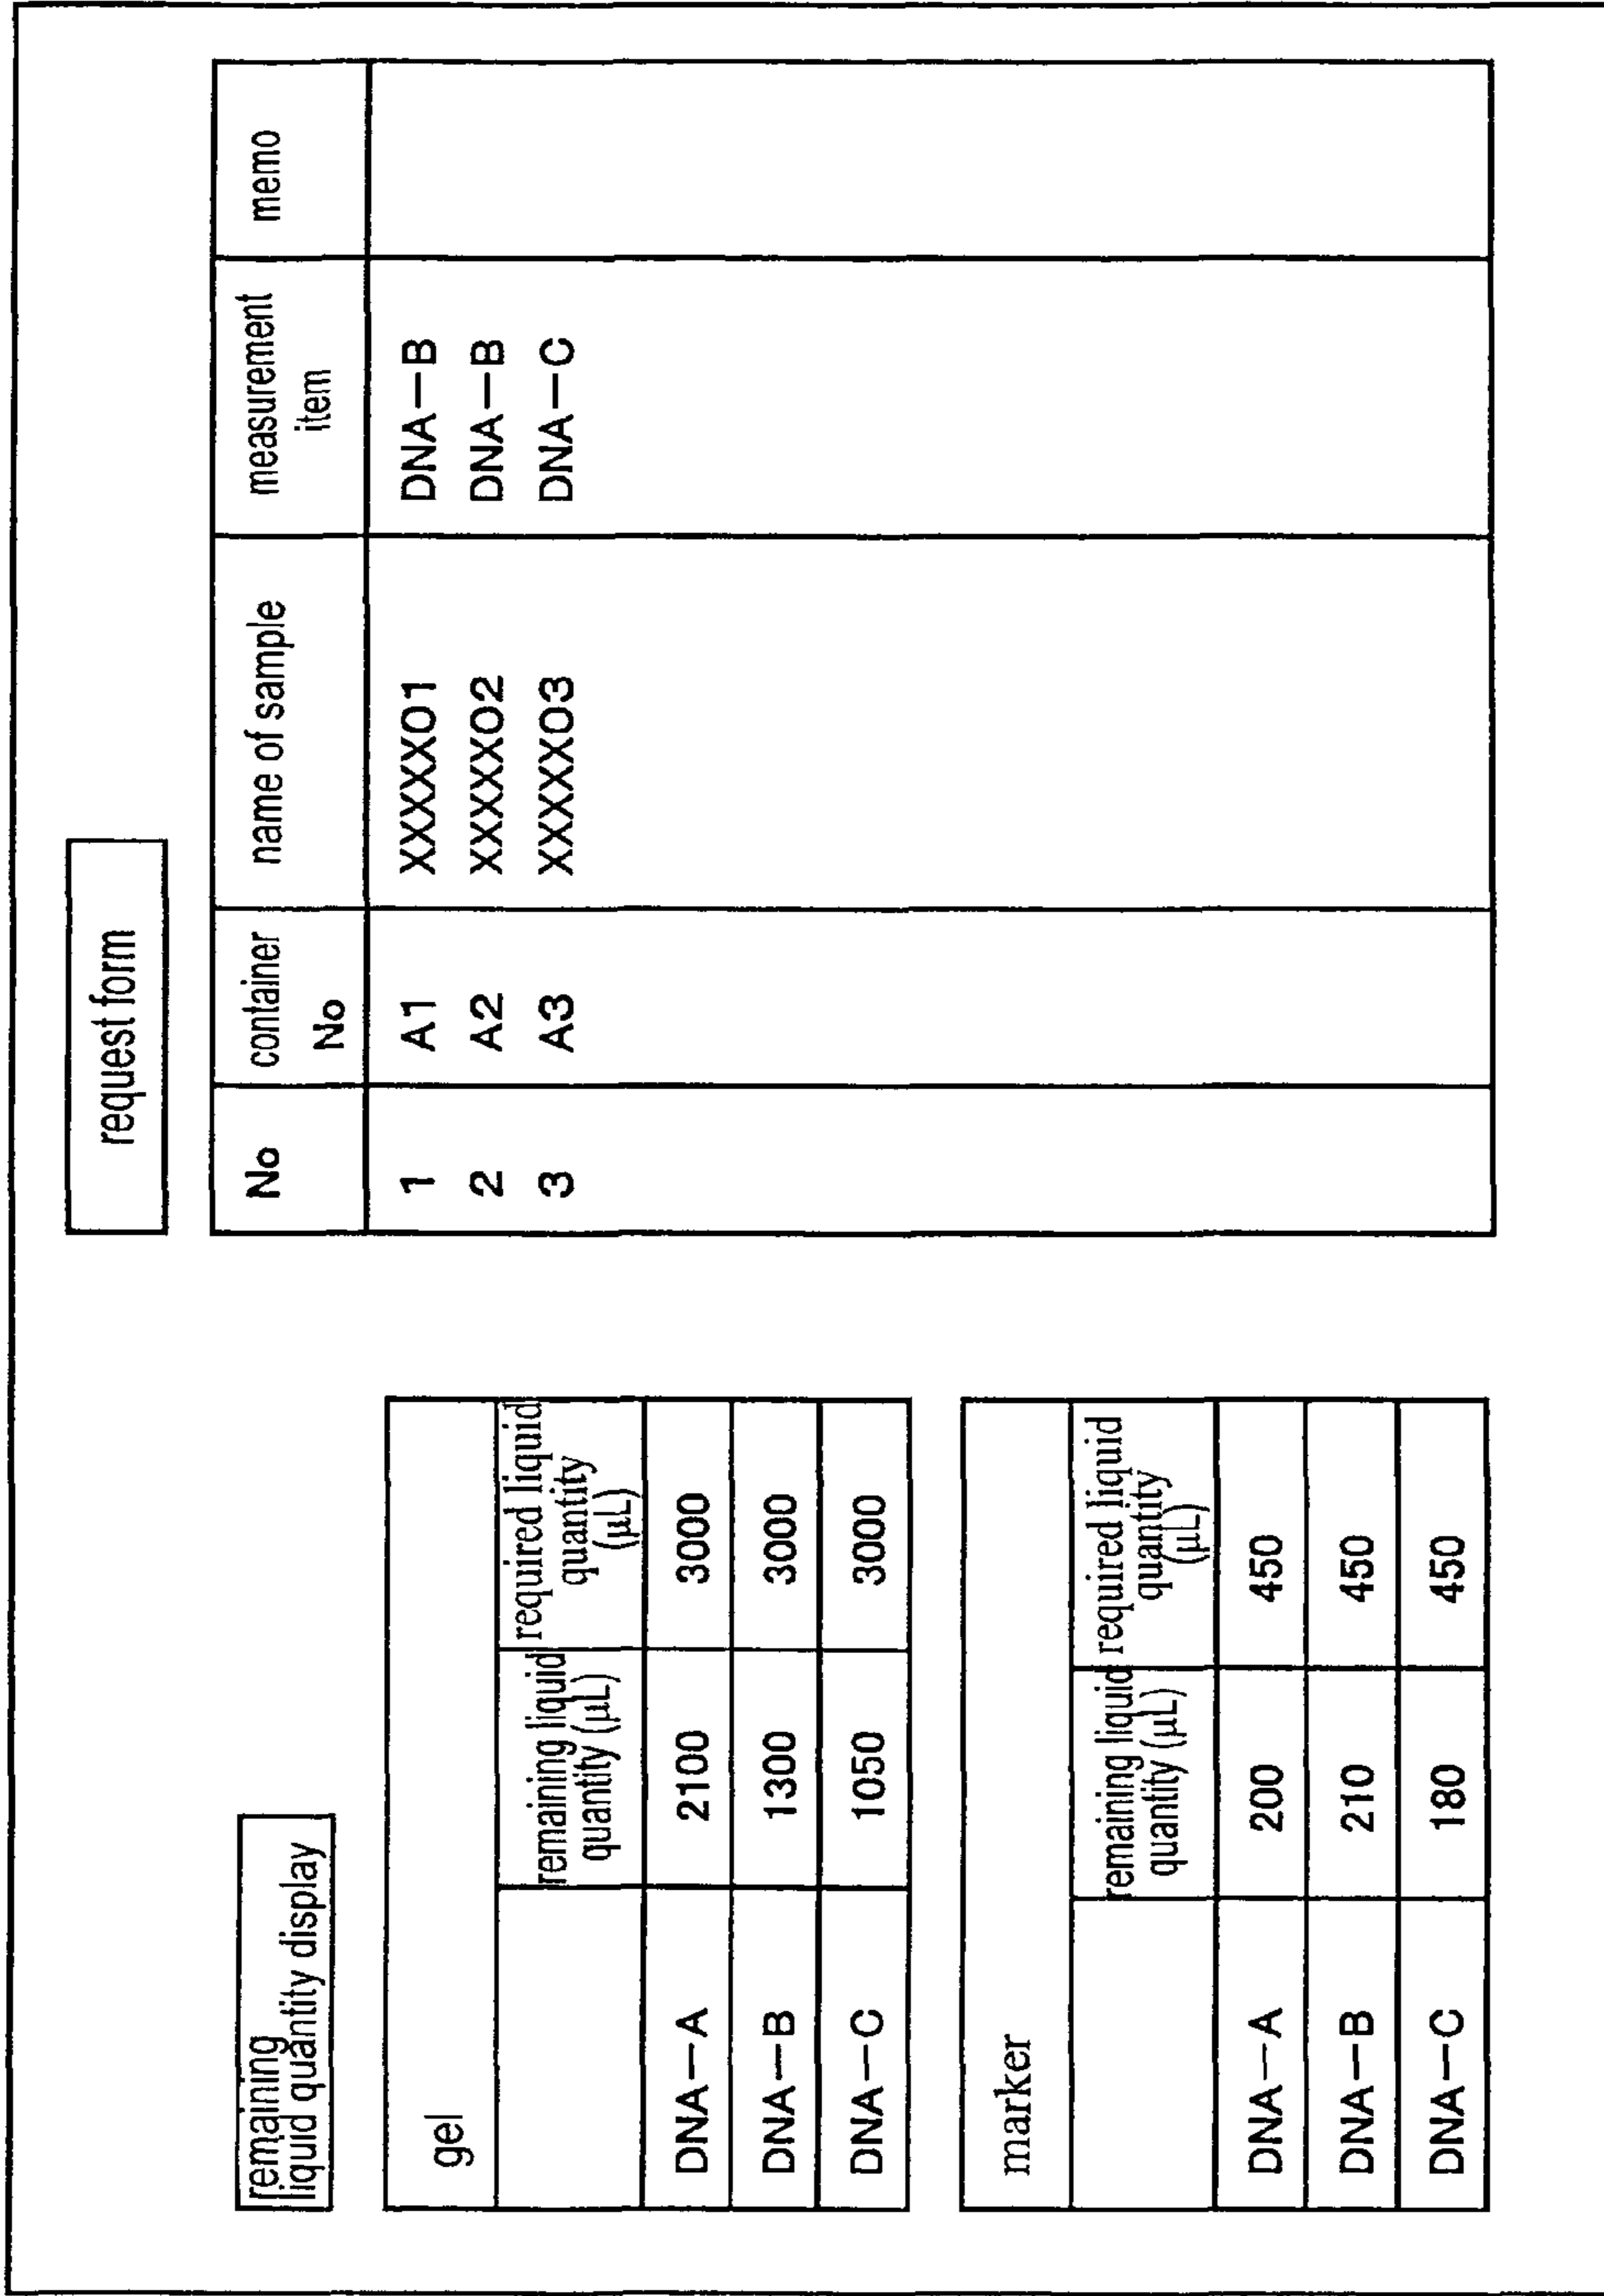 remaining
liquid quantity display
gel
remaining liquid required liquid
quantity (μL) quantity
(μL)
DNA−A 2100 3000
DNA−B 1300 3000
DNA−C 1050 3000
marker
remaining liquid required liquid
quantity (μL) quantity
(μL)
DNA−A 200 450
DNA−B 210 450
DNA−C 180 450
request form
No container name of sample measurement memo
No item
1 A1 XXXXX01 DNA−B
2 A2 XXXXX02 DNA−B
3 A3 XXXXX03 DNA−C